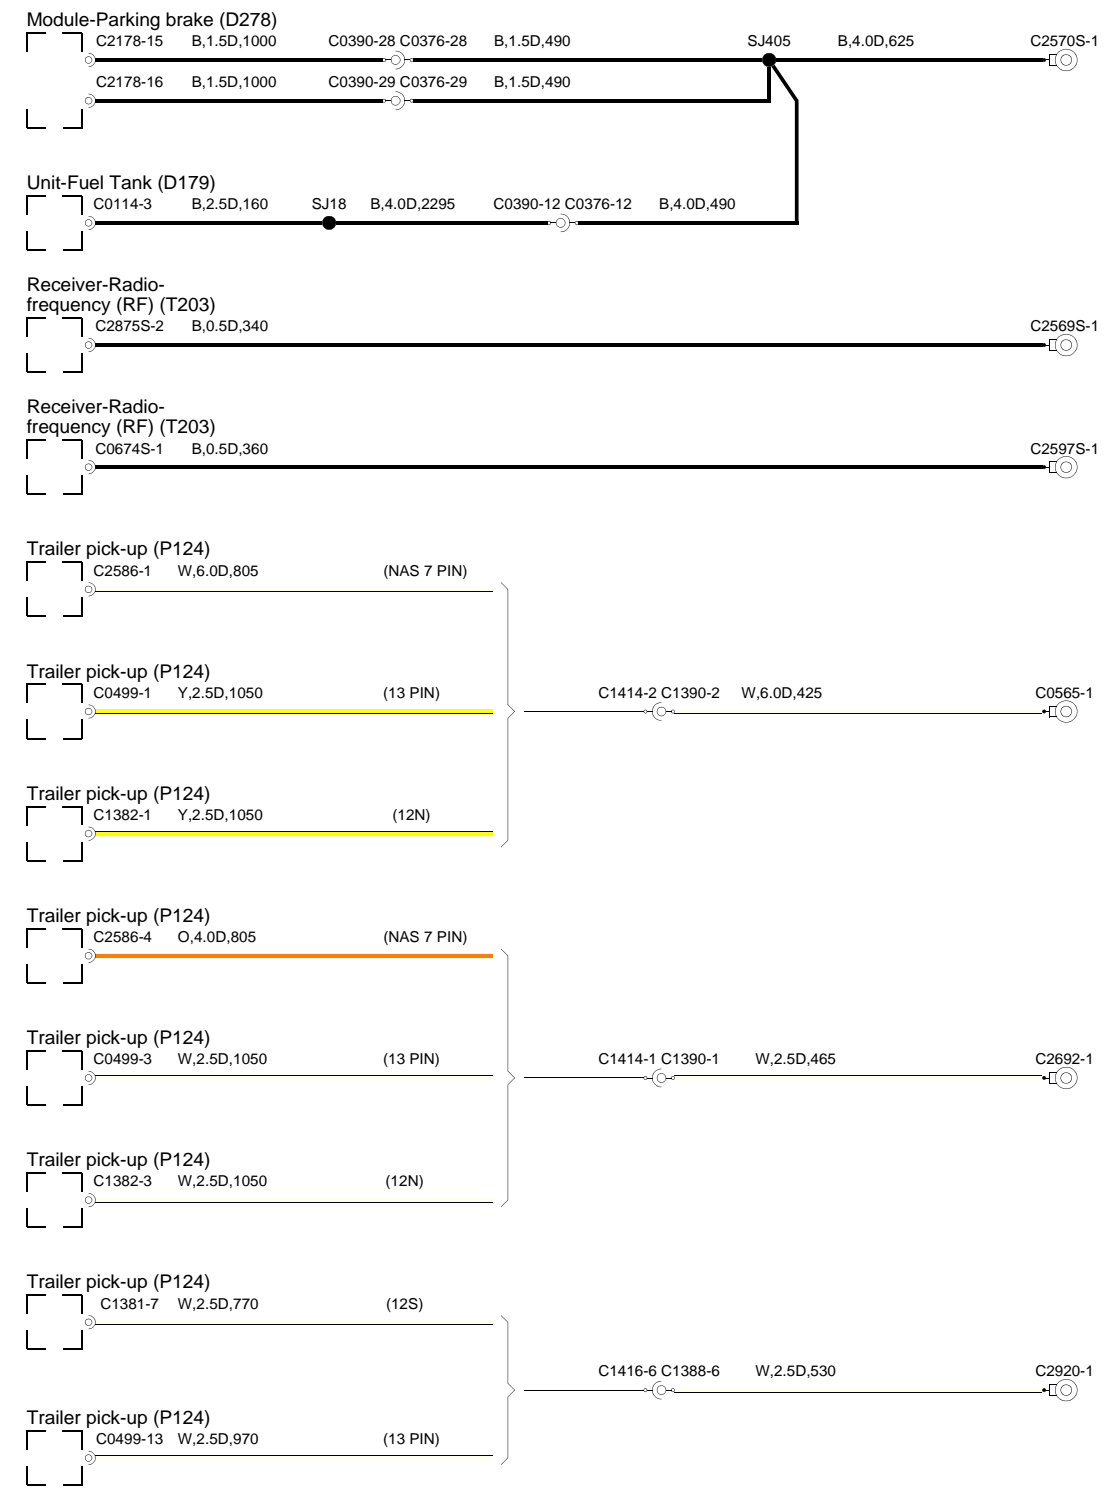 Module-Parking brake (D278)
C2178-15 B,1.5D,1000 C0390-28 C0376-28 B,1.5D,490 SJ405 B,4.0D,625 C2570S-1
C2178-16 B,1.5D,1000 C0390-29 C0376-29 B,1.5D,490
Unit-Fuel Tank (D179)
C0114-3 B,2.5D,160 SJ18 B,4.0D,2295 C0390-12 C0376-12 B,4.0D,490
Receiver-Radio-
frequency (RF) (T203)
C2875S-2 B,0.5D,340 C2569S-1
Receiver-Radio-
frequency (RF) (T203)
C0674S-1 B,0.5D,360 C2597S-1
Trailer pick-up (P124)
C2586-1 W,6.0D,805 (NAS 7 PIN)
Trailer pick-up (P124)
C0499-1 Y,2.5D,1050 (13 PIN) C1414-2 C1390-2 W,6.0D,425 C0565-1
Trailer pick-up (P124)
C1382-1 Y,2.5D,1050 (12N)
Trailer pick-up (P124)
C2586-4 O,4.0D,805 (NAS 7 PIN)
Trailer pick-up (P124)
C0499-3 W,2.5D,1050 (13 PIN) C1414-1 C1390-1 W,2.5D,465 C2692-1
Trailer pick-up (P124)
C1382-3 W,2.5D,1050 (12N)
Trailer pick-up (P124)
C1381-7 W,2.5D,770 (12S)
C1416-6 C1388-6 W,2.5D,530 C2920-1
Trailer pick-up (P124)
C0499-13 W,2.5D,970 (13 PIN)